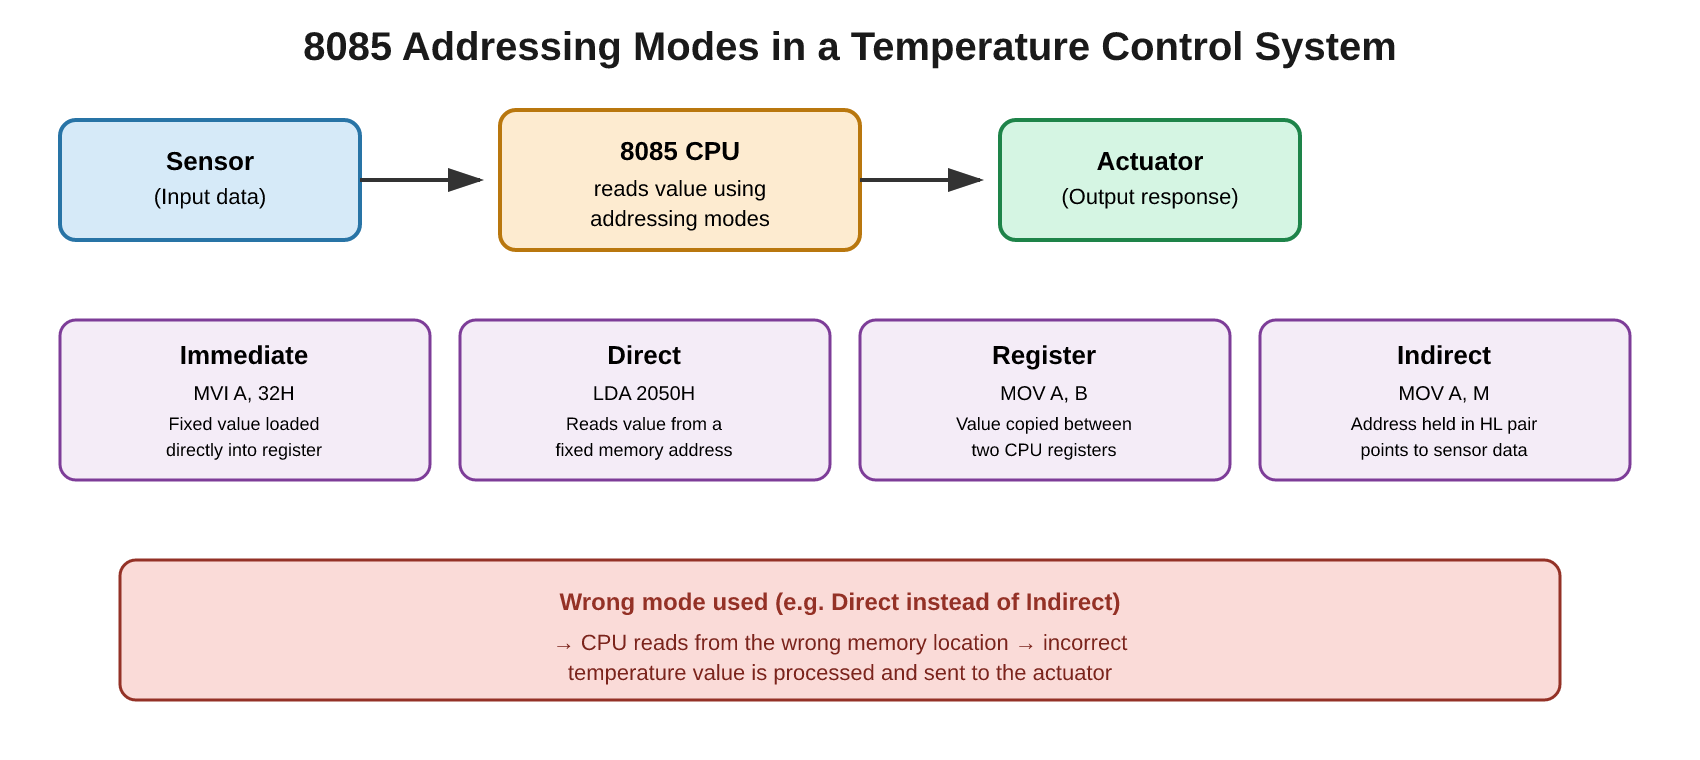 8085 Addressing Modes in a Temperature Control System
Sensor
(Input data)
8085 CPU
reads value using
addressing modes
Actuator
(Output response)
Immediate
MVI A, 32H
Fixed value loaded
directly into register
Direct
LDA 2050H
Reads value from a
fixed memory address
Register
MOV A, B
Value copied between
two CPU registers
Indirect
MOV A, M
Address held in HL pair
points to sensor data
Wrong mode used (e.g. Direct instead of Indirect)
→ CPU reads from the wrong memory location → incorrect
temperature value is processed and sent to the actuator